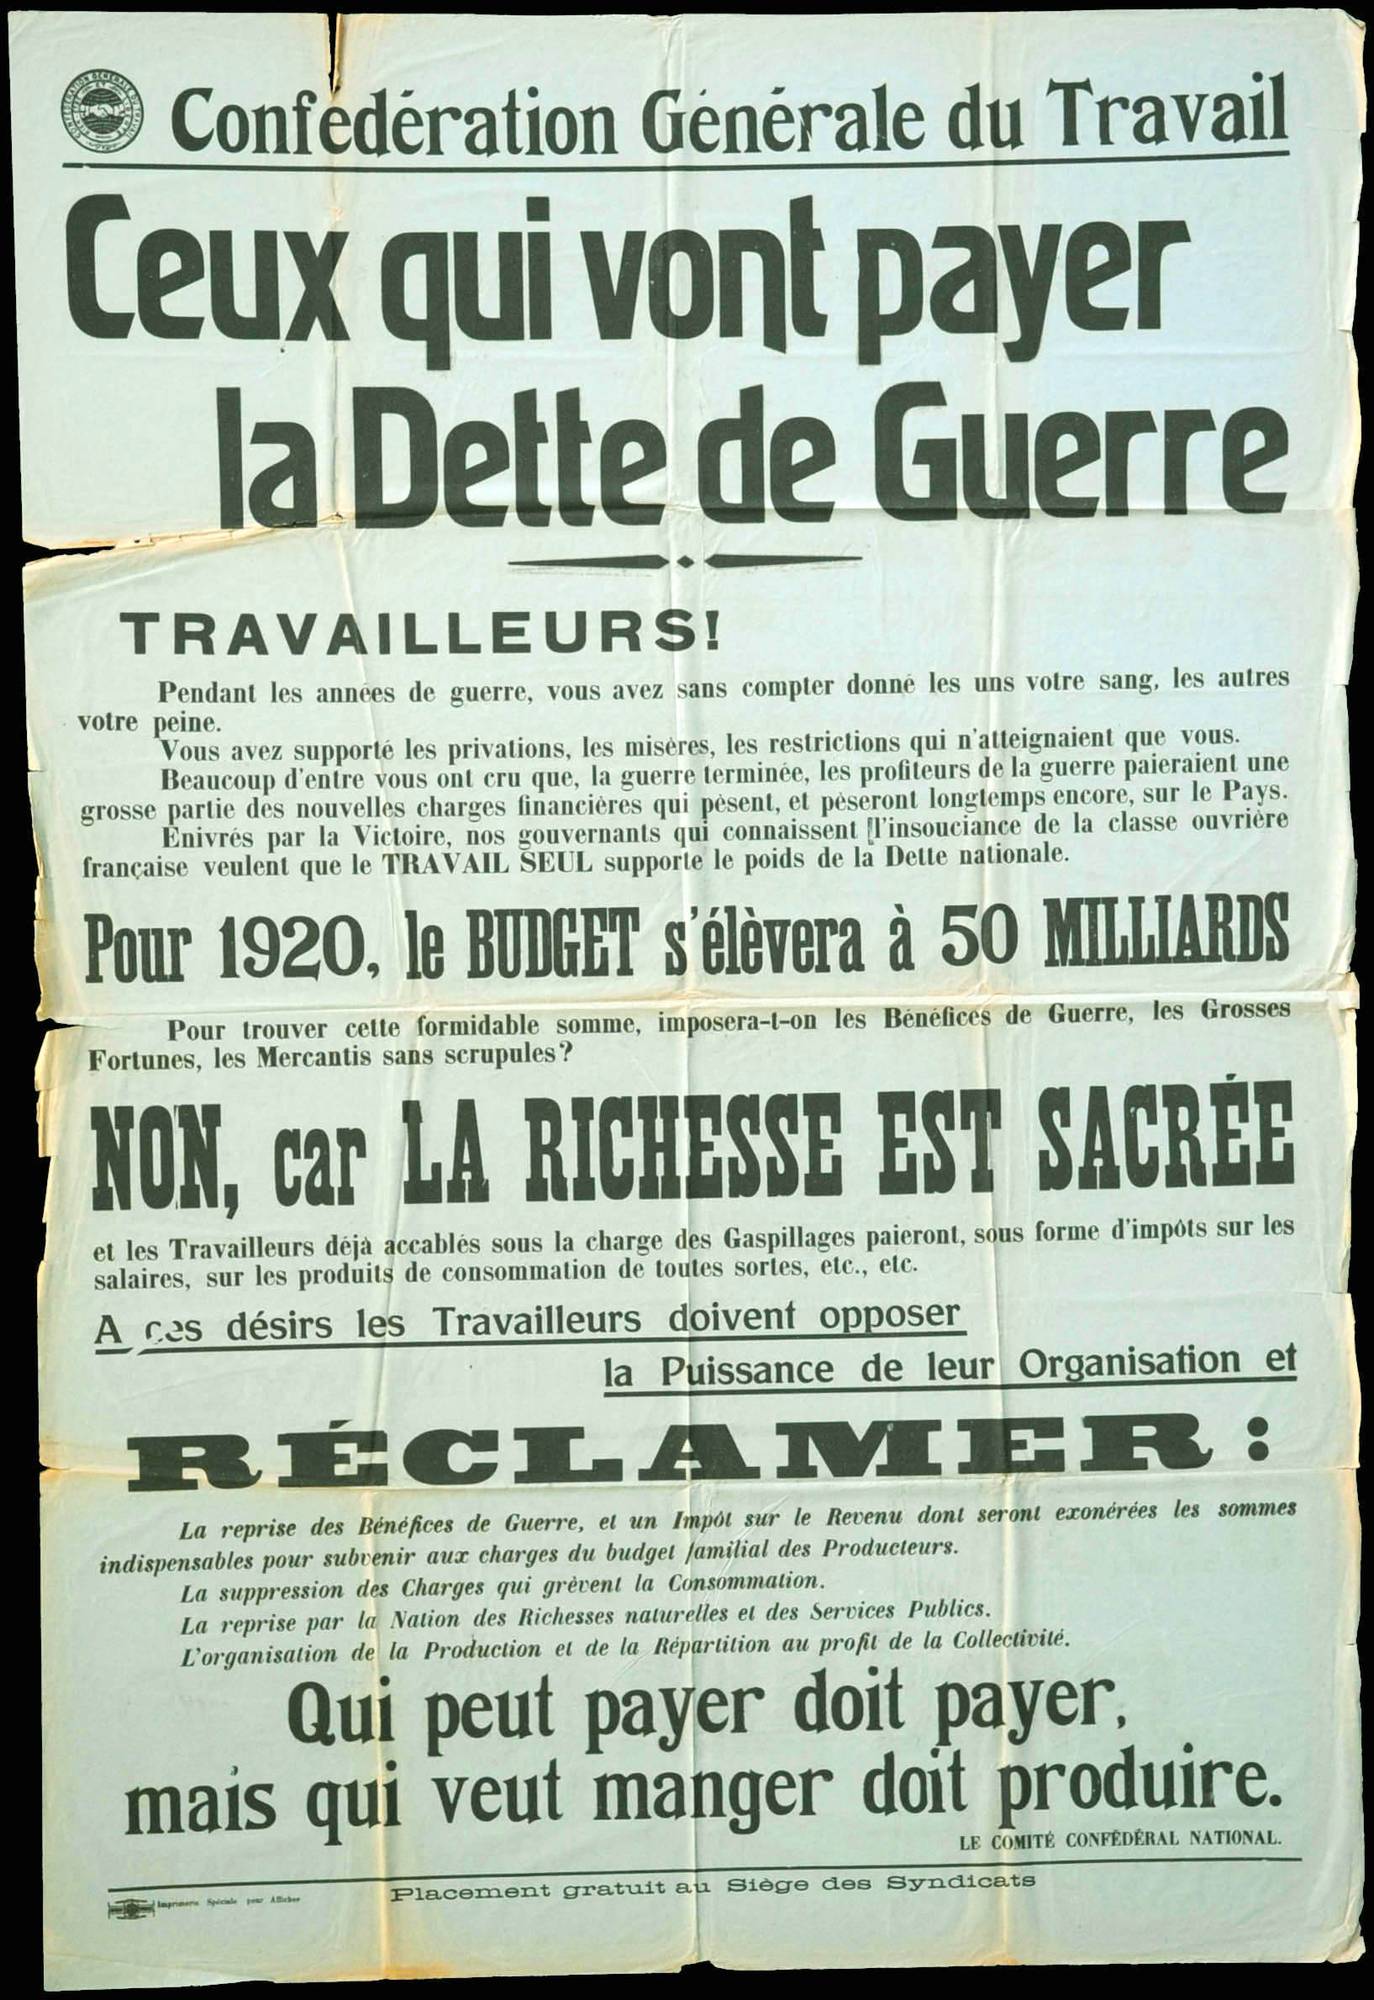 Confédération Générale du Travail
Ceux qui vont payer
la Dette de Guerre
TRAVAILLEURS!
Pendant les années de guerre, vous avez sans compter donné les uns votre sang, les autres
votre peine.
Vous avez supporté les privations, les misères, les restrictions qui n'atteignaient que vous.
Beaucoup d'entre vous ont cru que, la guerre terminée, les profiteurs de la guerre paieraient une
grosse partie des nouvelles charges financières qui pèsent, et pèseront longtemps encore, sur le Pays.
Enivrés par la Victoire, nos gouvernants qui connaissent l'insouciance de la classe ouvrière
française veulent que le TRAVAIL SEUL supporte le poids de la Dette nationale.
Pour 1920, le BUDGET s'élèvera à 50 MILLIARDS
Pour trouver cette formidable somme, imposera-t-on les Bénéfices de Guerre, les Grosses
Fortunes, les Mercantis sans scrupules?
NON, car LA RICHESSE EST SACRÉE
et les Travailleurs déjà accablés sous la charge des Gaspillages paieront, sous forme d'impôts sur les
salaires, sur les produits de consommation de toutes sortes, etc., etc.
A ces désirs les Travailleurs doivent opposer
la Puissance de leur Organisation et
RÉCLAMER :
La reprise des Bénéfices de Guerre, et un Impôt sur le Revenu dont seront exonérées les sommes
indispensables pour subvenir aux charges du budget familial des Producteurs.
La suppression des Charges qui grèvent la Consommation.
La reprise par la Nation des Richesses naturelles et des Services Publics.
L'organisation de la Production et de la Répartition au profit de la Collectivité.
Qui peut payer doit payer,
mais qui veut manger doit produire.
LE COMITÉ CONFÉDÉRAL NATIONAL.
Imprimerie Spéciale pour Affiches
Placement gratuit au Siège des Syndicats